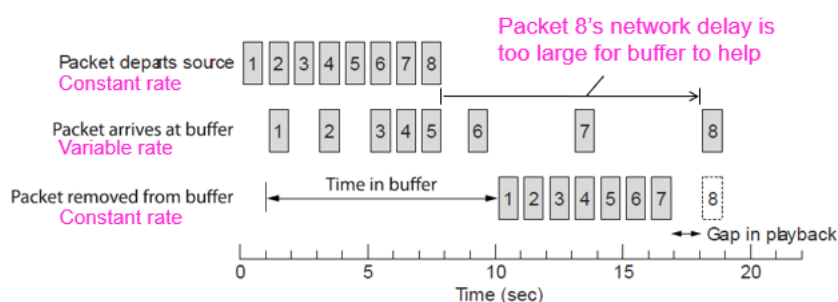 Packet 8's network delay is
too large for buffer to help
Packet depats source
Constant rate
1 2 3 4 5 6 7 8
Packet arrives at buffer
Variable rate
1 2 3 4 5 6 7 8
Packet removed from buffer
Constant rate
Time in buffer
1 2 3 4 5 6 7 8
Gap in playback
0 5 10 15 20
Time (sec)